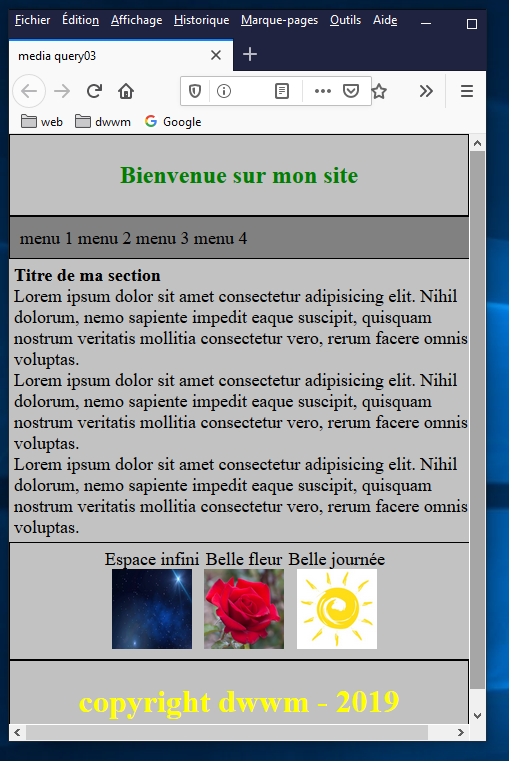 Fichier Édition Affichage Historique Marque-pages Outils Aide
media query03
web dwwm Google
Bienvenue sur mon site
menu 1 menu 2 menu 3 menu 4
Titre de ma section
Lorem ipsum dolor sit amet consectetur adipisicing elit. Nihil
dolorum, nemo sapiente impedit eaque suscipit, quisquam
nostrum veritatis mollitia consectetur vero, rerum facere omnis
voluptas.
Lorem ipsum dolor sit amet consectetur adipisicing elit. Nihil
dolorum, nemo sapiente impedit eaque suscipit, quisquam
nostrum veritatis mollitia consectetur vero, rerum facere omnis
voluptas.
Lorem ipsum dolor sit amet consectetur adipisicing elit. Nihil
dolorum, nemo sapiente impedit eaque suscipit, quisquam
nostrum veritatis mollitia consectetur vero, rerum facere omnis
voluptas.
Espace infini Belle fleur Belle journée
copyright dwwm - 2019